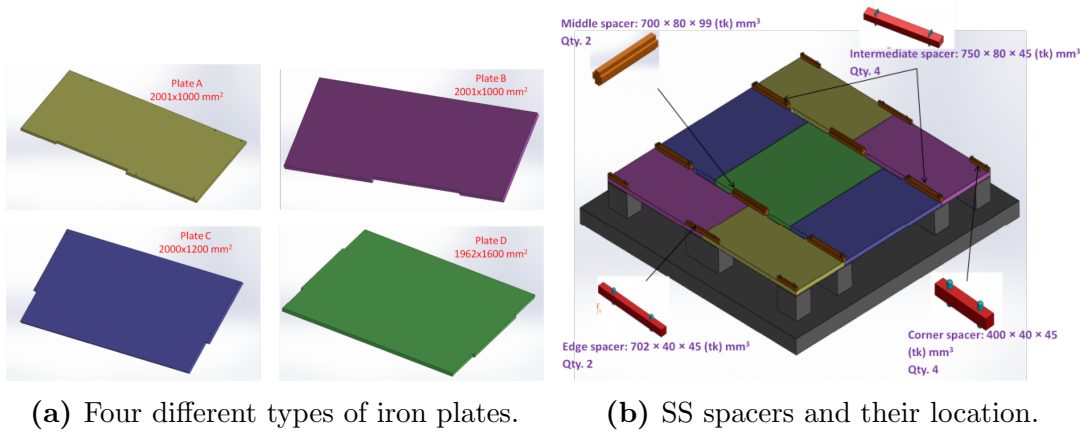 Plate A
2001x1000 mm²
Plate B
2001x1000 mm²
Plate C
2000x1200 mm²
Plate D
1962x1600 mm²
Middle spacer: 700 × 80 × 99 (tk) mm³
Qty. 2
Intermediate spacer: 750 × 80 × 45 (tk) mm³
Qty. 4
Edge spacer: 702 × 40 × 45 (tk) mm³
Qty. 2
Corner spacer: 400 × 40 × 45
(tk) mm³
Qty. 4
(a) Four different types of iron plates.
(b) SS spacers and their location.